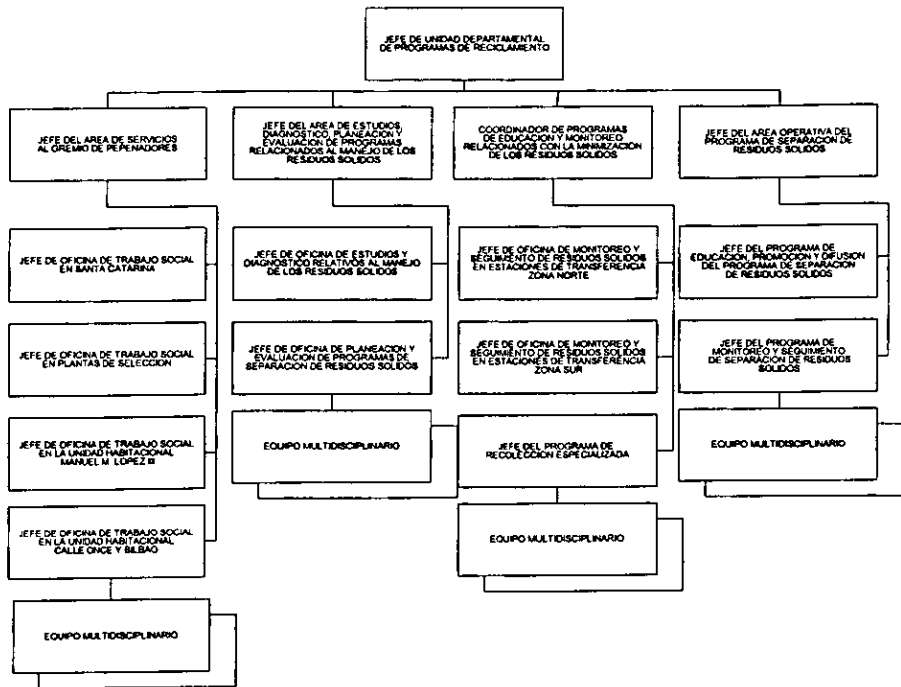 JEFE DE UNIDAD DEPARTAMENTAL
DE PROGRAMAS DE RECICLAMIENTO
JEFE DEL AREA DE SERVICIOS
AL GREMIO DE PEPENADORES
JEFE DEL AREA DE ESTUDIOS,
DIAGNOSTICO, PLANEACION Y
EVALUACION DE PROGRAMAS
RELACIONADOS AL MANEJO DE LOS
RESIDUOS SOLIDOS
COORDINADOR DE PROGRAMAS
DE EDUCACION Y MONITOREO
RELACIONADOS CON LA MINIMIZACION
DE LOS RESIDUOS SOLIDOS
JEFE DEL AREA OPERATIVA DEL
PROGRAMA DE SEPARACION DE
RESIDUOS SOLIDOS
JEFE DE OFICINA DE TRABAJO SOCIAL
EN SANTA CATARINA
JEFE DE OFICINA DE ESTUDIOS Y
DIAGNOSTICO RELATIVOS AL MANEJO
DE LOS RESIDUOS SOLIDOS
JEFE DE OFICINA DE MONITOREO Y
SEGUIMIENTO DE RESIDUOS SOLIDOS
EN ESTACIONES DE TRANSFERENCIA
ZONA NORTE
JEFE DEL PROGRAMA DE
EDUCACION, PROMOCION Y DIFUSION
DEL PROGRAMA DE SEPARACION
DE RESIDUOS SOLIDOS
JEFE DE OFICINA DE TRABAJO SOCIAL
EN PLANTAS DE SELECCION
JEFE DE OFICINA DE PLANEACION Y
EVALUACION DE PROGRAMAS DE
SEPARACION DE RESIDUOS SOLIDOS
JEFE DE OFICINA DE MONITOREO Y
SEGUIMIENTO DE RESIDUOS SOLIDOS
EN ESTACIONES DE TRANSFERENCIA
ZONA SUR
JEFE DEL PROGRAMA DE
MONITOREO Y SEGUIMIENTO
DE SEPARACION DE RESIDUOS
SOLIDOS
JEFE DE OFICINA DE TRABAJO SOCIAL
EN LA UNIDAD HABITACIONAL
MANUEL M. LOPEZ III
EQUIPO MULTIDISCIPLINARIO
JEFE DEL PROGRAMA DE
RECOLECCION ESPECIALIZADA
EQUIPO MULTIDISCIPLINARIO
JEFE DE OFICINA DE TRABAJO SOCIAL
EN LA UNIDAD HABITACIONAL
CALLE ONCE Y BILBAO
EQUIPO MULTIDISCIPLINARIO
EQUIPO MULTIDISCIPLINARIO